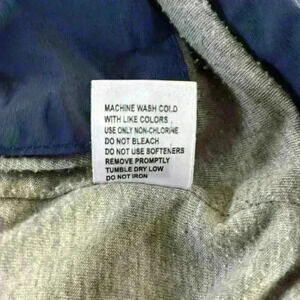 MACHINE WASH COLD
WITH LIKE COLORS .
USE ONLY NON-CHLORINE
DO NOT BLEACH
DO NOT USE SOFTENERS
REMOVE PROMPTLY
TUMBLE DRY LOW
DO NOT IRON